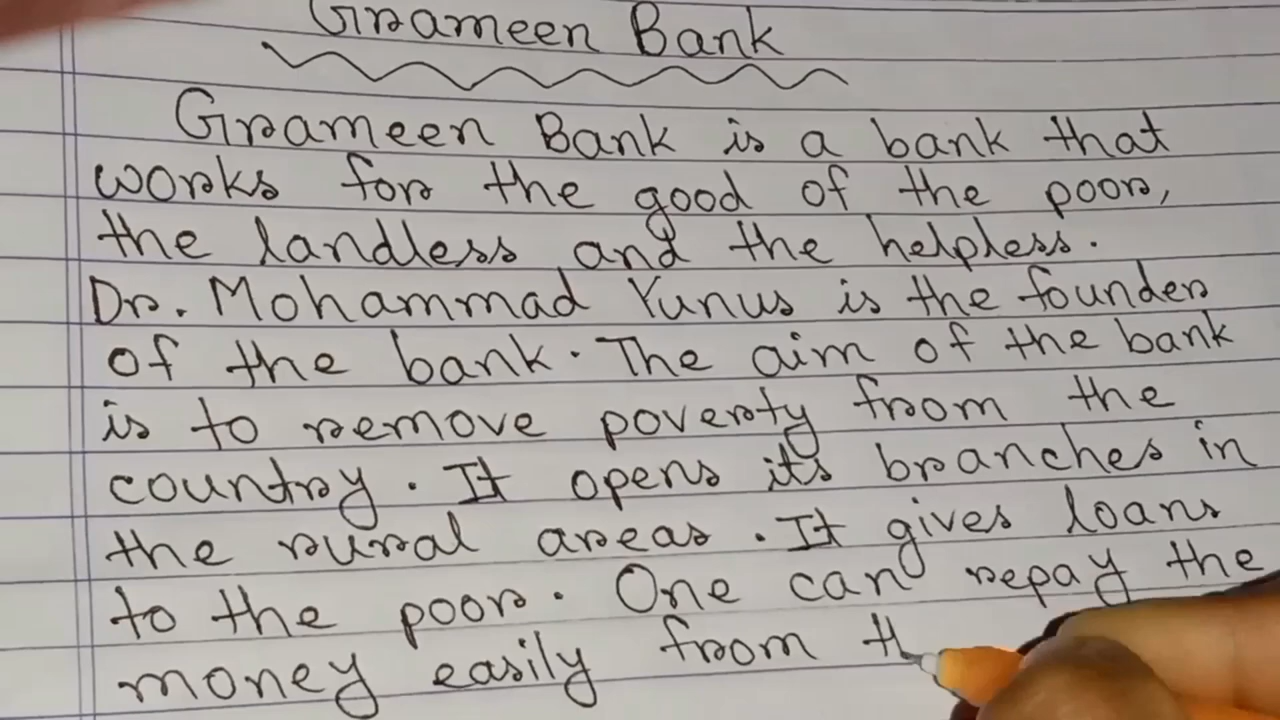 Grameen Bank
Grameen Bank is a bank that
works for the good of the poor,
the landless and the helpless.
Dr. Mohammad Yunus is the founder
of the bank. The aim of the bank
is to remove poverty from the
country. It opens its branches in
the rural areas. It gives loans
to the poor. One can repay the
money easily from